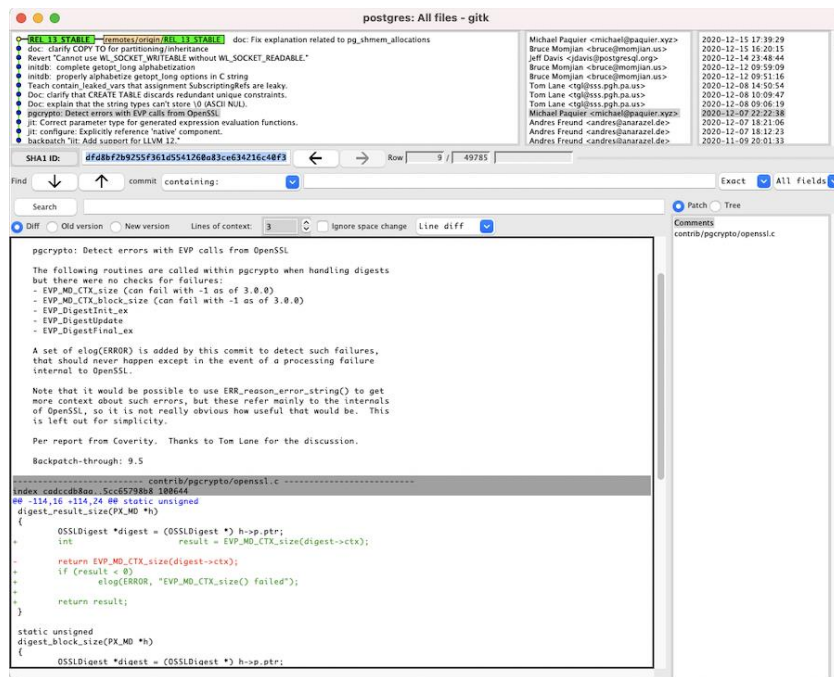 postgres: All files - gitk
REL_13_STABLE remotes/origin/REL_13_STABLE doc: Fix explanation related to pg_shmem_allocations Michael Paquier <michael@paquier.xyz> 2020-12-15 17:39:29
doc: clarify COPY TO for partitioning/inheritance Bruce Momjian <bruce@momjian.us> 2020-12-15 16:20:15
Revert "Cannot use WL_SOCKET_WRITEABLE without WL_SOCKET_READABLE." Jeff Davis <jdavis@postgresql.org> 2020-12-14 23:48:44
initdb: complete getopt_long alphabetization Bruce Momjian <bruce@momjian.us> 2020-12-12 09:59:09
initdb: properly alphabetize getopt_long options in C string Bruce Momjian <bruce@momjian.us> 2020-12-12 09:51:16
Teach contain_leaked_vars that assignment SubscriptingRefs are leaky. Tom Lane <tgl@sss.pgh.pa.us> 2020-12-08 14:50:54
Doc: clarify that CREATE TABLE discards redundant unique constraints. Tom Lane <tgl@sss.pgh.pa.us> 2020-12-08 10:09:47
Doc: explain that the string types can't store \0 (ASCII NUL). Tom Lane <tgl@sss.pgh.pa.us> 2020-12-08 09:06:19
pgcrypto: Detect errors with EVP calls from OpenSSL Michael Paquier <michael@paquier.xyz> 2020-12-07 22:22:38
jit: Correct parameter type for generated expression evaluation functions. Andres Freund <andres@anarazel.de> 2020-12-07 18:21:06
jit: configure: Explicitly reference 'native' component. Andres Freund <andres@anarazel.de> 2020-12-07 18:12:23
backpatch "jit: Add support for LLVM 12." Andres Freund <andres@anarazel.de> 2020-11-09 20:01:33
SHA1 ID: dfd8bf2b9255f361d5541260a83ce634216c40f3 Row 9 / 49785
Find commit containing: Exact All fields
Search
Patch Tree
Diff Old version New version Lines of context: 3 Ignore space change Line diff
Comments
contrib/pgcrypto/openssl.c
pgcrypto: Detect errors with EVP calls from OpenSSL
The following routines are called within pgcrypto when handling digests
but there were no checks for failures:
- EVP_MD_CTX_size (can fail with -1 as of 3.0.0)
- EVP_MD_CTX_block_size (can fail with -1 as of 3.0.0)
- EVP_DigestInit_ex
- EVP_DigestUpdate
- EVP_DigestFinal_ex
A set of elog(ERROR) is added by this commit to detect such failures,
that should never happen except in the event of a processing failure
internal to OpenSSL.
Note that it would be possible to use ERR_reason_error_string() to get
more context about such errors, but these refer mainly to the internals
of OpenSSL, so it is not really obvious how useful that would be. This
is left out for simplicity.
Per report from Coverity. Thanks to Tom Lane for the discussion.
Backpatch-through: 9.5
------------------------ contrib/pgcrypto/openssl.c ------------------------
index cadccdb8aa..5cc65798b8 100644
@@ -114,16 +114,24 @@ static unsigned
digest_result_size(PX_MD *h)
{
OSSLDigest *digest = (OSSLDigest *) h->p.ptr;
+ int result = EVP_MD_CTX_size(digest->ctx);
- return EVP_MD_CTX_size(digest->ctx);
+ if (result < 0)
+ elog(ERROR, "EVP_MD_CTX_size() failed");
+
+ return result;
}
static unsigned
digest_block_size(PX_MD *h)
{
OSSLDigest *digest = (OSSLDigest *) h->p.ptr;